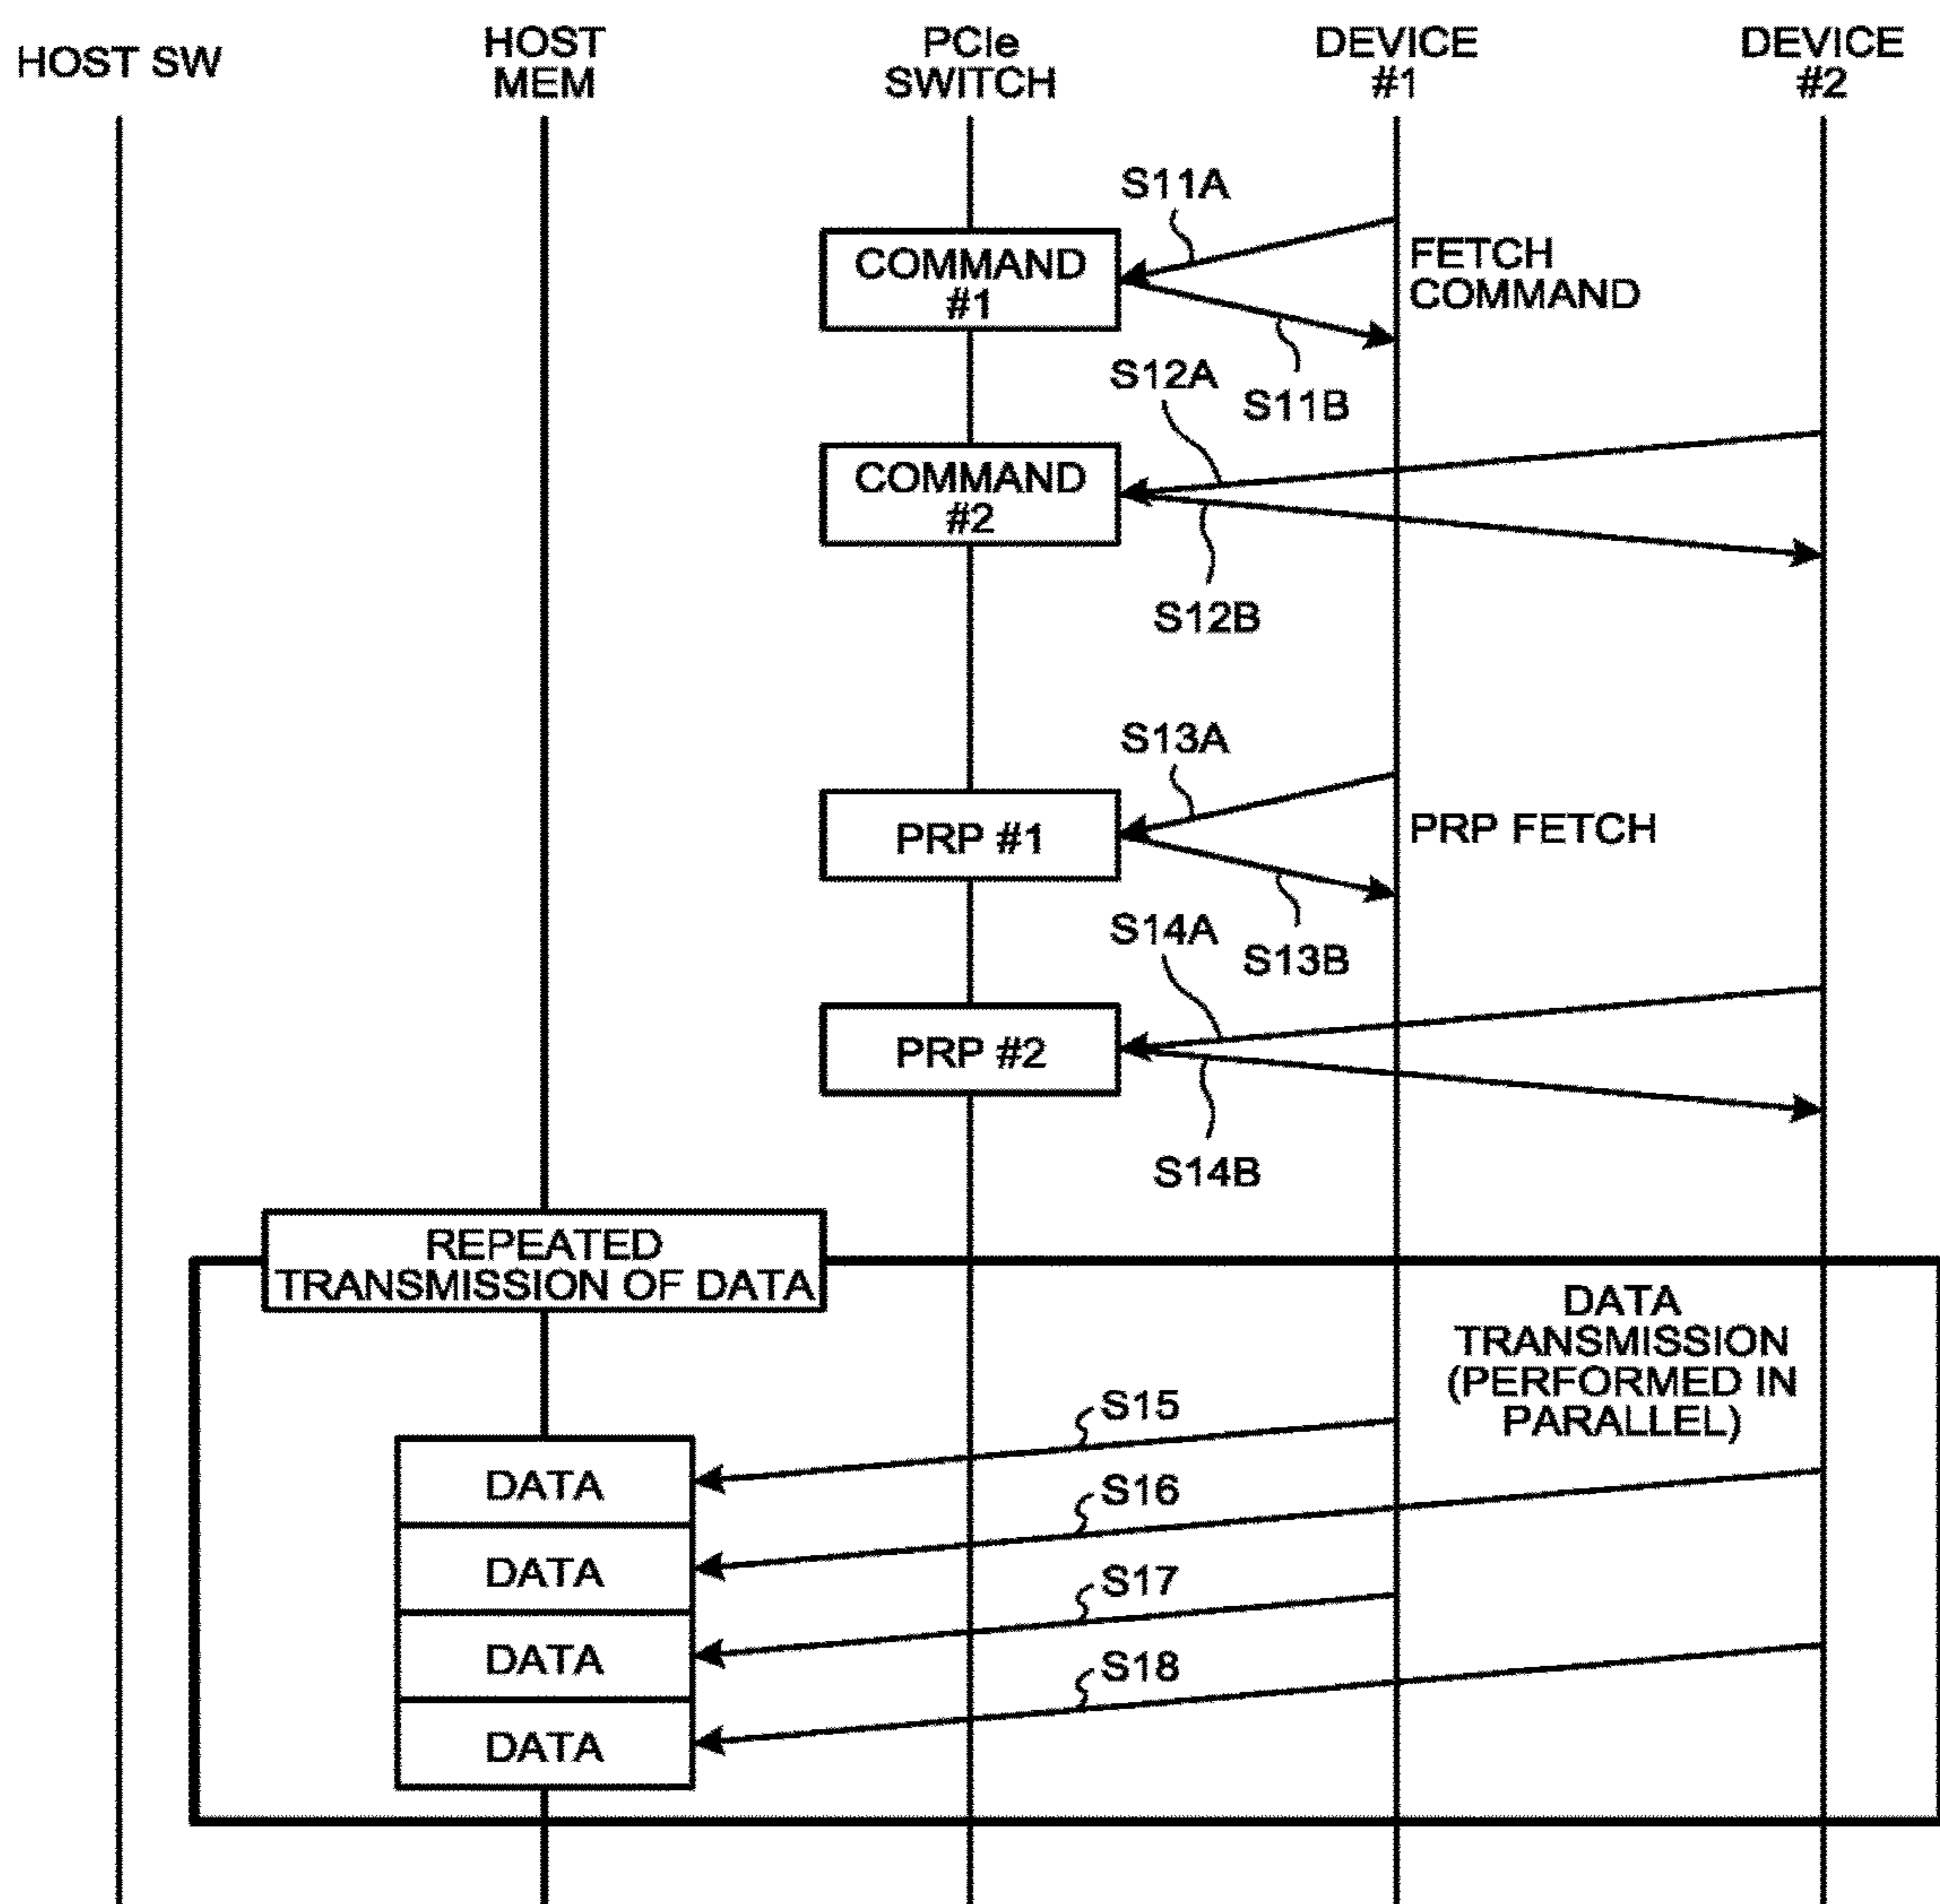 HOST SW
HOST
MEM
PCIe
SWITCH
DEVICE
#1
DEVICE
#2
S11A
COMMAND
#1
FETCH
COMMAND
S12A
S11B
COMMAND
#2
S12B
S13A
PRP #1
PRP FETCH
S14A
S13B
PRP #2
S14B
REPEATED
TRANSMISSION OF DATA
DATA
TRANSMISSION
(PERFORMED IN
PARALLEL)
S15
DATA
S16
DATA
S17
DATA
S18
DATA